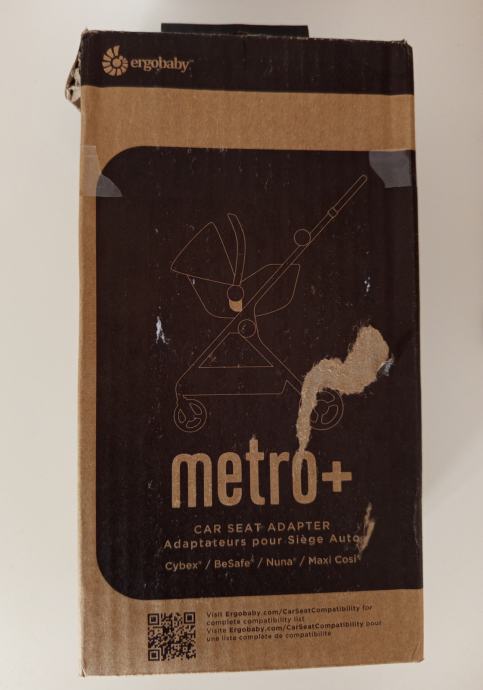 ergobaby
metro+
CAR SEAT ADAPTER
Adaptateurs pour Siège Auto
Cybex® / BeSafe® / Nuna® / Maxi Cosi®
Visit Ergobaby.com/CarSeatCompatibility for
complete compatibility list
Visite Ergobaby.com/CarSeatCompatibility pour
une liste complète de compatibilité